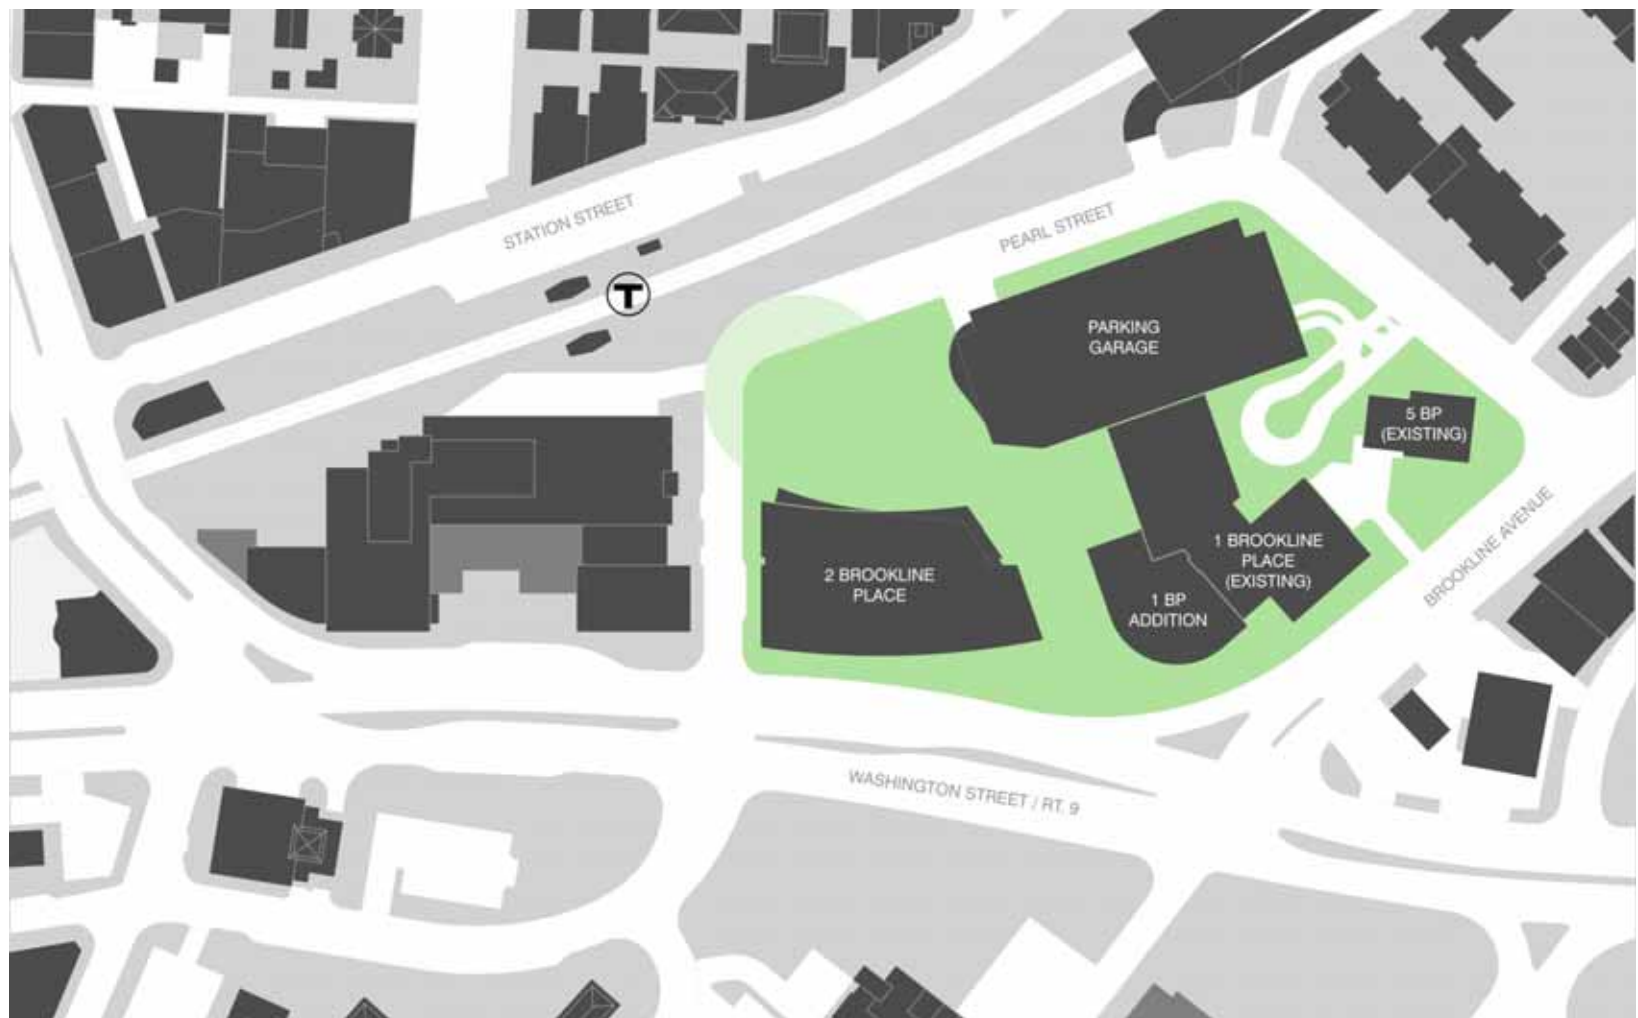 STATION STREET
PEARL STREET
T
PARKING
GARAGE
5 BP
(EXISTING)
BROOKLINE AVENUE
1 BROOKLINE
PLACE
(EXISTING)
2 BROOKLINE
PLACE
1 BP
ADDITION
WASHINGTON STREET / RT. 9